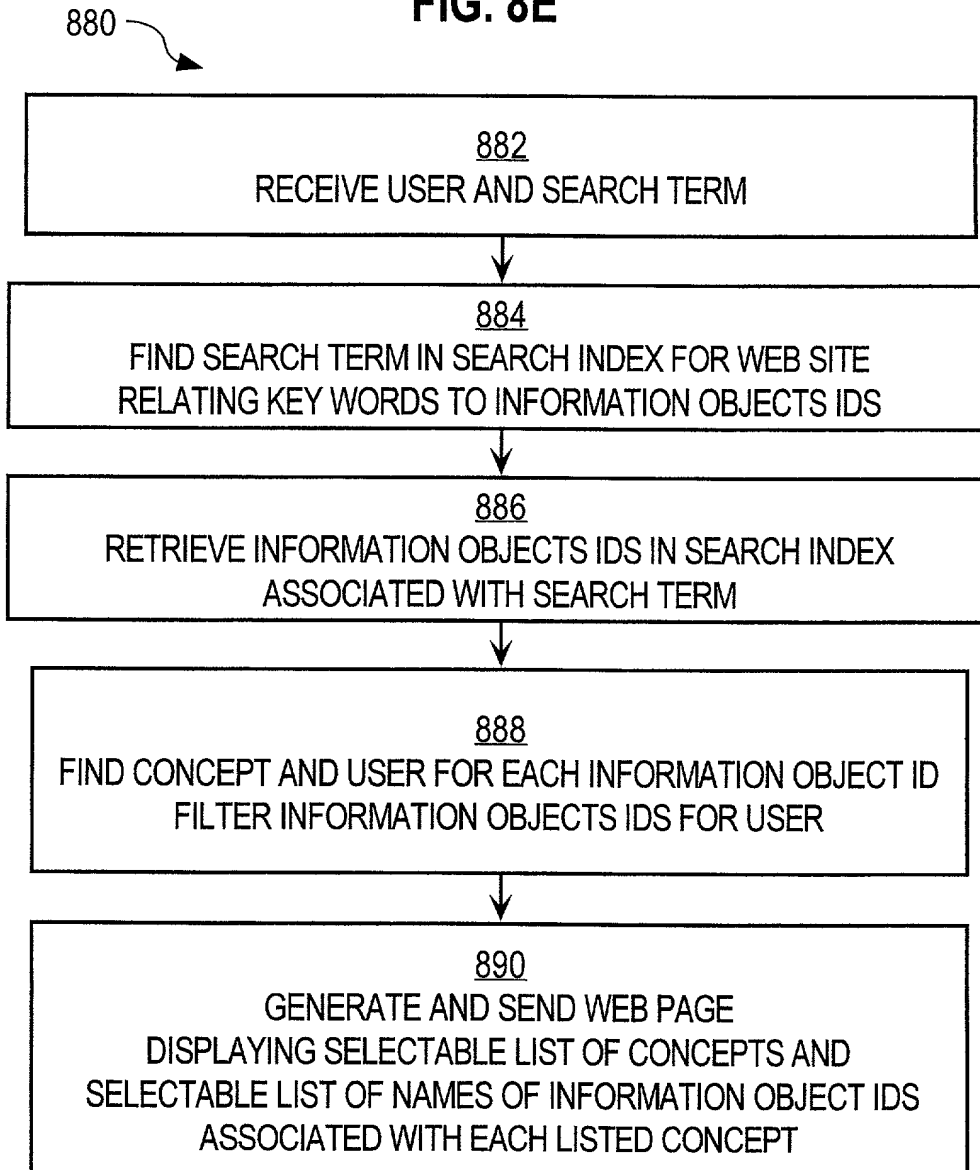 FIG. 8E
880
882
RECEIVE USER AND SEARCH TERM
884
FIND SEARCH TERM IN SEARCH INDEX FOR WEB SITE
RELATING KEY WORDS TO INFORMATION OBJECTS IDS
886
RETRIEVE INFORMATION OBJECTS IDS IN SEARCH INDEX
ASSOCIATED WITH SEARCH TERM
888
FIND CONCEPT AND USER FOR EACH INFORMATION OBJECT ID
FILTER INFORMATION OBJECTS IDS FOR USER
890
GENERATE AND SEND WEB PAGE
DISPLAYING SELECTABLE LIST OF CONCEPTS AND
SELECTABLE LIST OF NAMES OF INFORMATION OBJECT IDS
ASSOCIATED WITH EACH LISTED CONCEPT